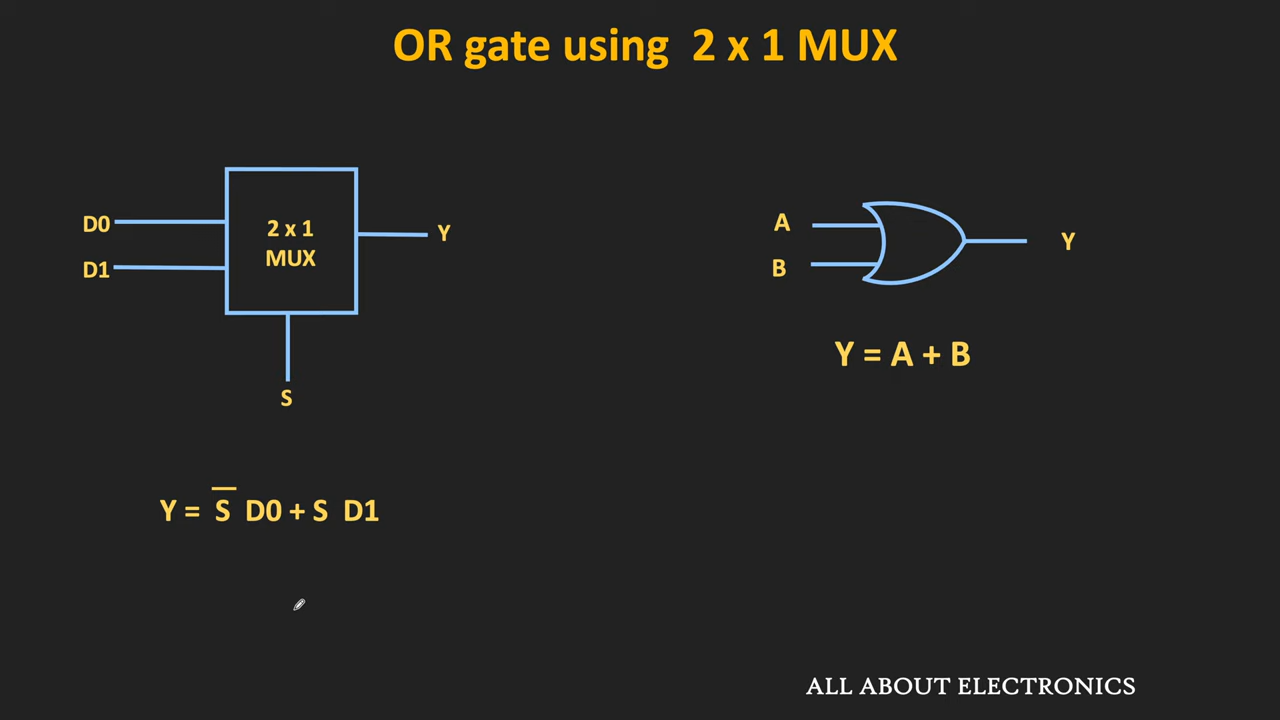 OR gate using 2 x 1 MUX
D0
D1
2 x 1
MUX
Y
S
A
B
Y
Y = A + B
Y = S̅ D0 + S D1
ALL ABOUT ELECTRONICS